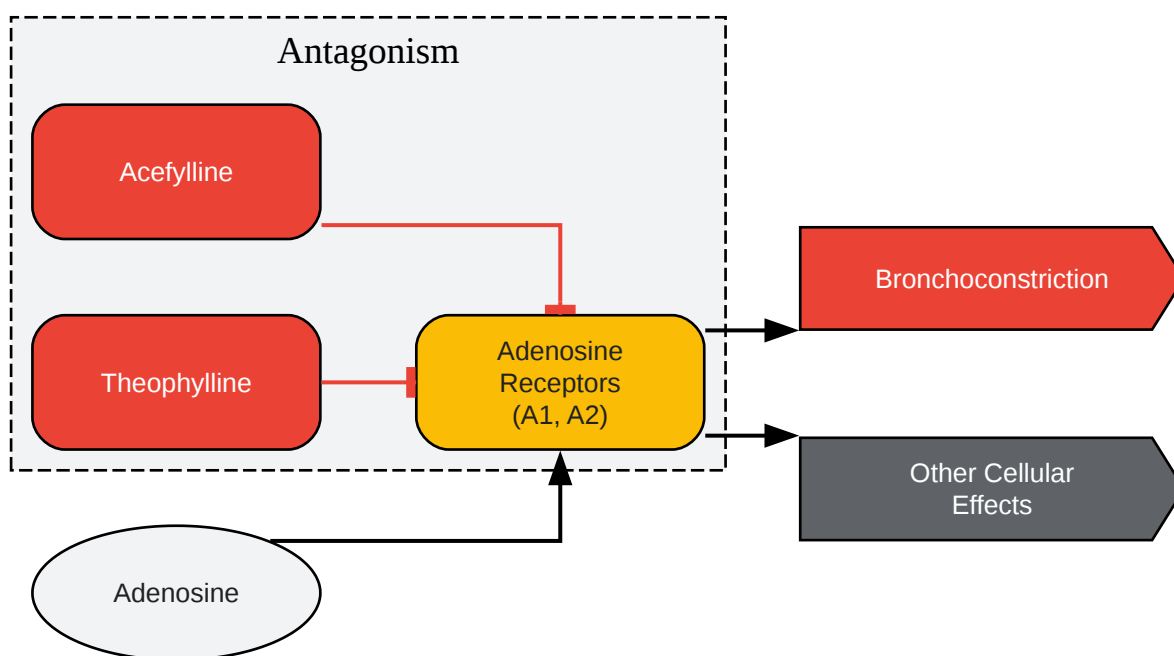 Antagonism
Acefylline
Theophylline
Adenosine
Receptors
(A1, A2)
Bronchoconstriction
Other Cellular
Effects
Adenosine